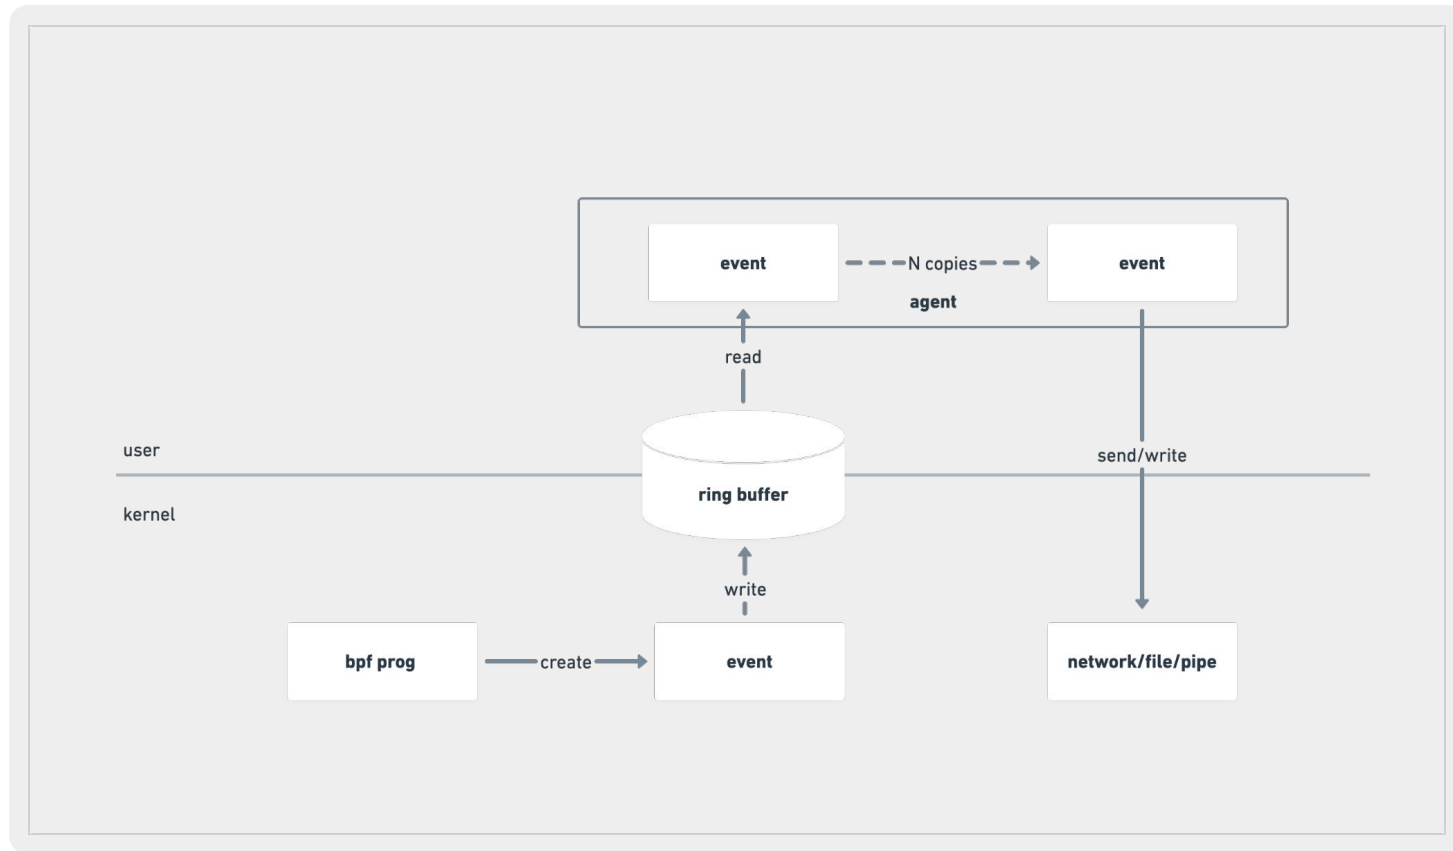 event
N copies
event
agent
read
user
send/write
ring buffer
kernel
write
bpf prog
create
event
network/file/pipe